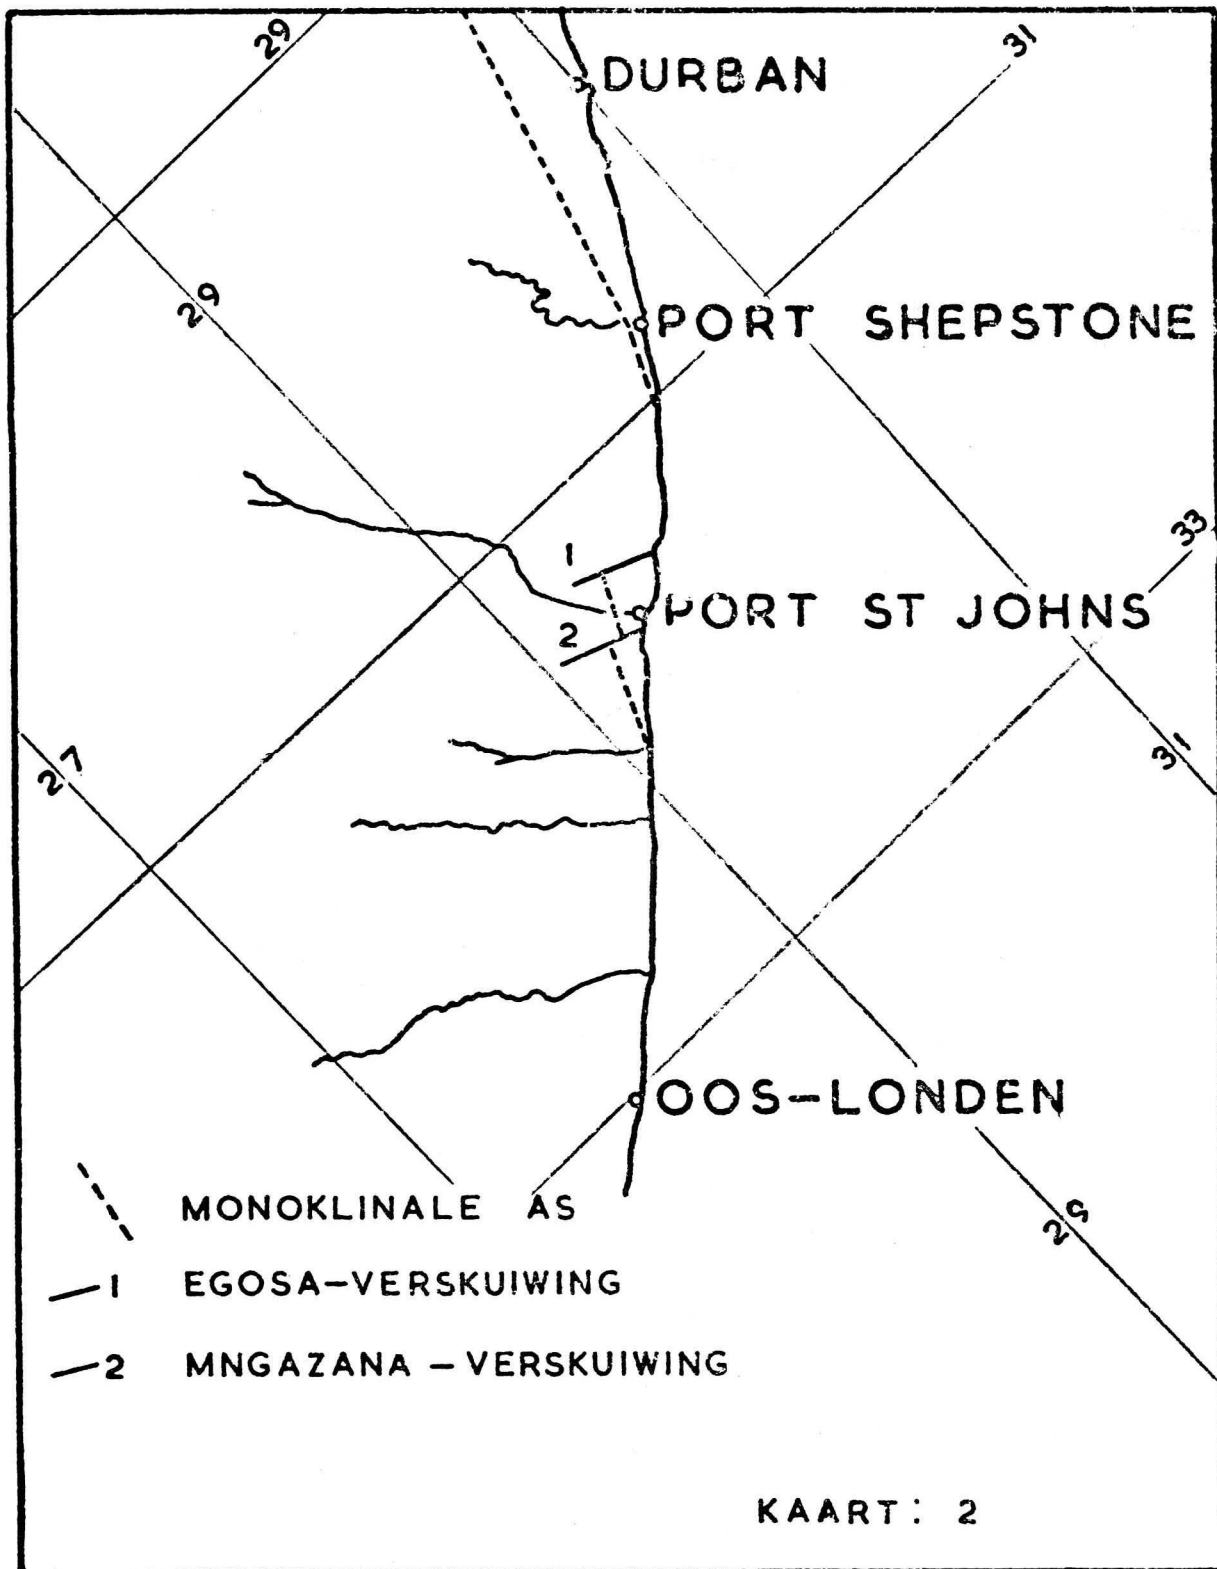 29
31
DURBAN
29
PORT SHEPSTONE
33
1
PORT ST JOHNS
2
31
27
OOS-LONDEN
29
MONOKLINALE AS
1 EGOSA-VERSKUIWING
2 MNGAZANA-VERSKUIWING
KAART: 2